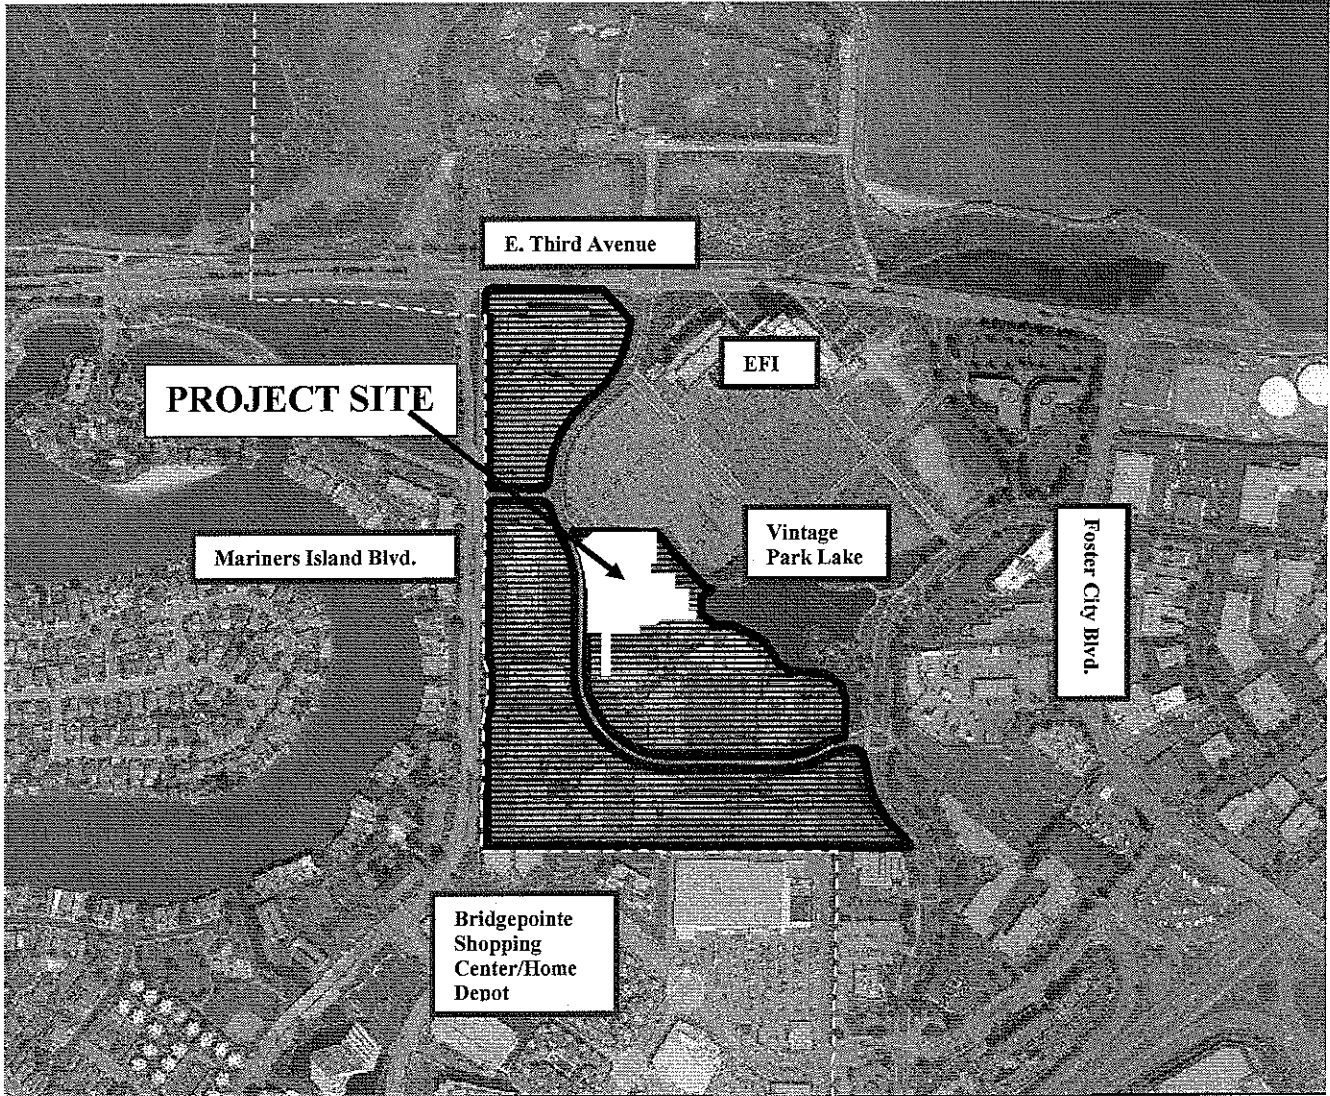 E. Third Avenue
EFI
PROJECT SITE
Vintage
Park Lake
Mariners Island Blvd.
Foster City Blvd.
Bridgepointe
Shopping
Center/Home
Depot